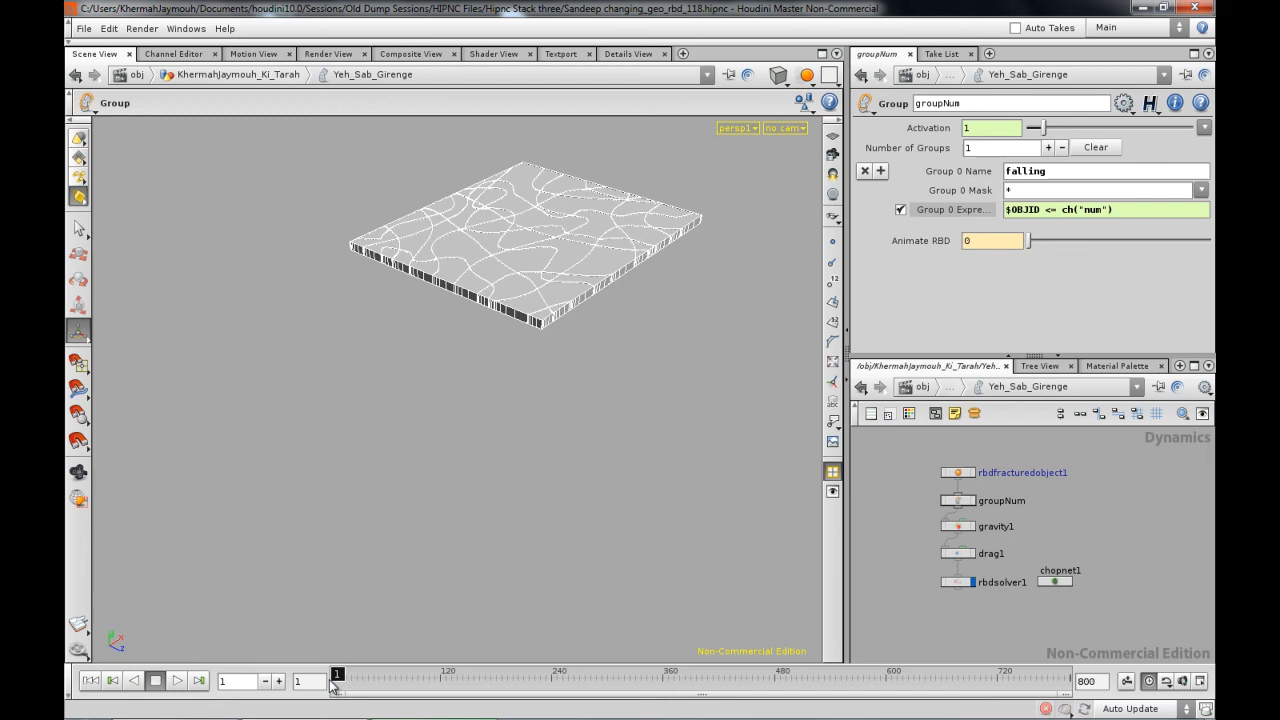 C:/Users/KhermahJaymouh/Documents/houdini10.0/Sessions/Old Dump Sessions/HIPNC Files/Hipnc Stack three/Sandeep changing_geo_rbd_118.hipnc - Houdini Master Non-Commercial
File Edit Render Windows Help
Auto Takes Main
Scene View Channel Editor Motion View Render View Composite View Shader View Textport Details View
groupNum Take List
obj KhermahJaymouh_Ki_Tarah Yeh_Sab_Girenge
obj ... Yeh_Sab_Girenge
Group
Group groupNum
persp1 no cam
Activation 1
Number of Groups 1 + − Clear
Group 0 Name falling
Group 0 Mask *
Group 0 Expre... $OBJID <= ch("num")
Animate RBD 0
/obj/KhermahJaymouh_Ki_Tarah/Yeh.. Tree View Material Palette
obj ... Yeh_Sab_Girenge
Dynamics
rbdfracturedobject1
groupNum
gravity1
drag1
chopnet1
rbdsolver1
Non-Commercial Edition
Non-Commercial Edition
1 1 1 120 240 360 480 600 720 800
Auto Update